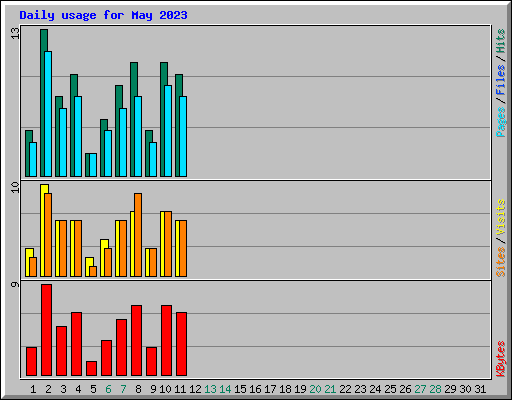 Daily usage for May 2023
13
Pages / Files / Hits
10
Sites / Visits
9
KBytes
1 2 3 4 5 6 7 8 9 10 11 12 13 14 15 16 17 18 19 20 21 22 23 24 25 26 27 28 29 30 31